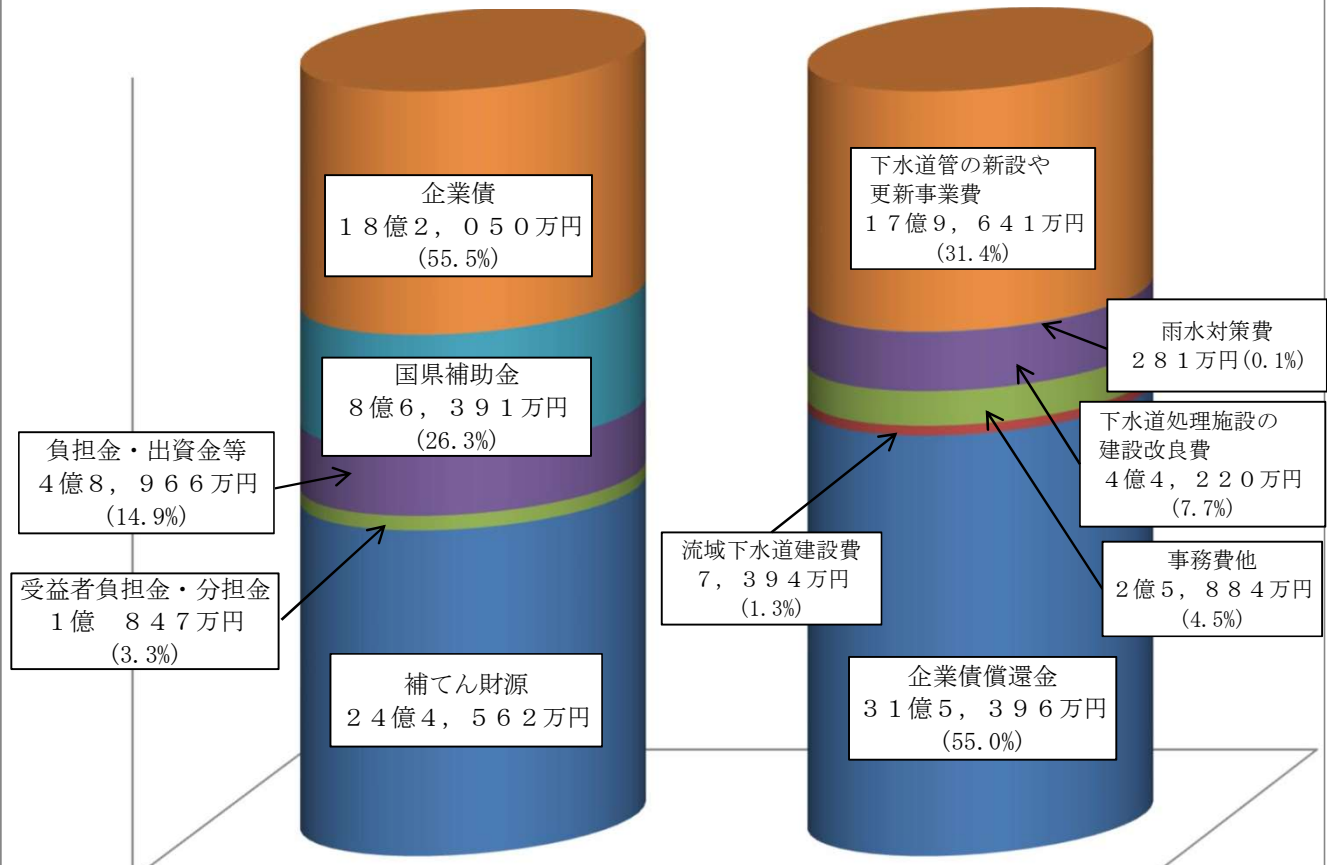 企業債
18億2,０５０万円
(55.5%)
国県補助金
８億６,３９１万円
(26.3%)
負担金・出資金等
４億８,９６６万円
(14.9%)
受益者負担金・分担金
１億　８４７万円
(3.3%)
補てん財源
２４億４,５６２万円
下水道管の新設や
更新事業費
１７億９,６４１万円
(31.4%)
雨水対策費
２８１万円(0.1%)
下水道処理施設の
建設改良費
４億４,２２０万円
(7.7%)
事務費他
２億５,８８４万円
(4.5%)
流域下水道建設費
７,３９４万円
(1.3%)
企業債償還金
３１億５,３９６万円
(55.0%)